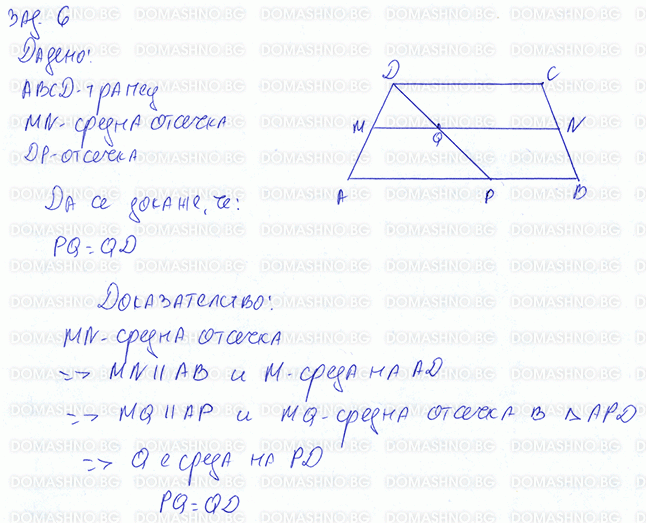 Зад. 6
Дадено:
ABCD-трапец
MN-средна отсечка
DP-отсечка
Да се докаже, че:
PQ=QD
D C
M Q N
A P B
Доказателство:
MN-средна отсечка
=> MN || AB и M-среда на AD
=> MQ || AP и MQ-средна отсечка в △ APD
=> Q е среда на PD
PQ=QD
DOMASHNO.BG